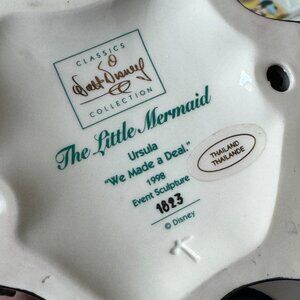 CLASSICS
Walt Disney
COLLECTION
The Little Mermaid
Ursula
"We Made a Deal."
1998
Event Sculpture
1823
© Disney
THAILAND
THAILANDE